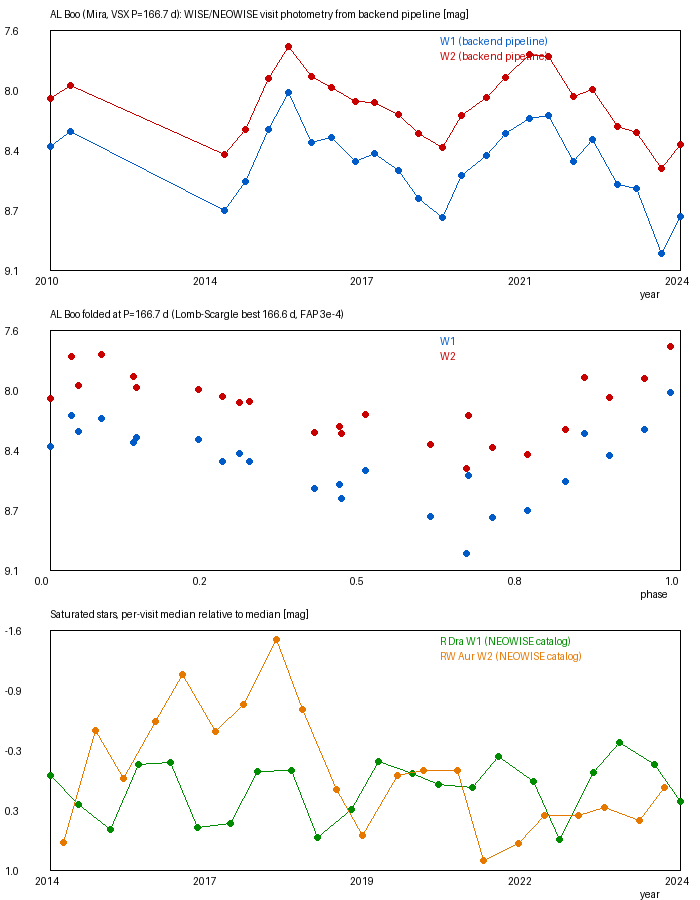 AL Boo (Mira, VSX P=166.7 d): WISE/NEOWISE visit photometry from backend pipeline [mag]
7.6
W1 (backend pipeline)
W2 (backend pipeline)
8.0
8.4
8.7
9.1
2010 2014 2017 2021 2024
year
AL Boo folded at P=166.7 d (Lomb-Scargle best 166.6 d, FAP 3e-4)
7.6
W1
W2
8.0
8.4
8.7
9.1
0.0 0.2 0.5 0.8 1.0
phase
Saturated stars, per-visit median relative to median [mag]
-1.6
R Dra W1 (NEOWISE catalog)
RW Aur W2 (NEOWISE catalog)
-0.9
-0.3
0.3
1.0
2014 2017 2019 2022 2024
year